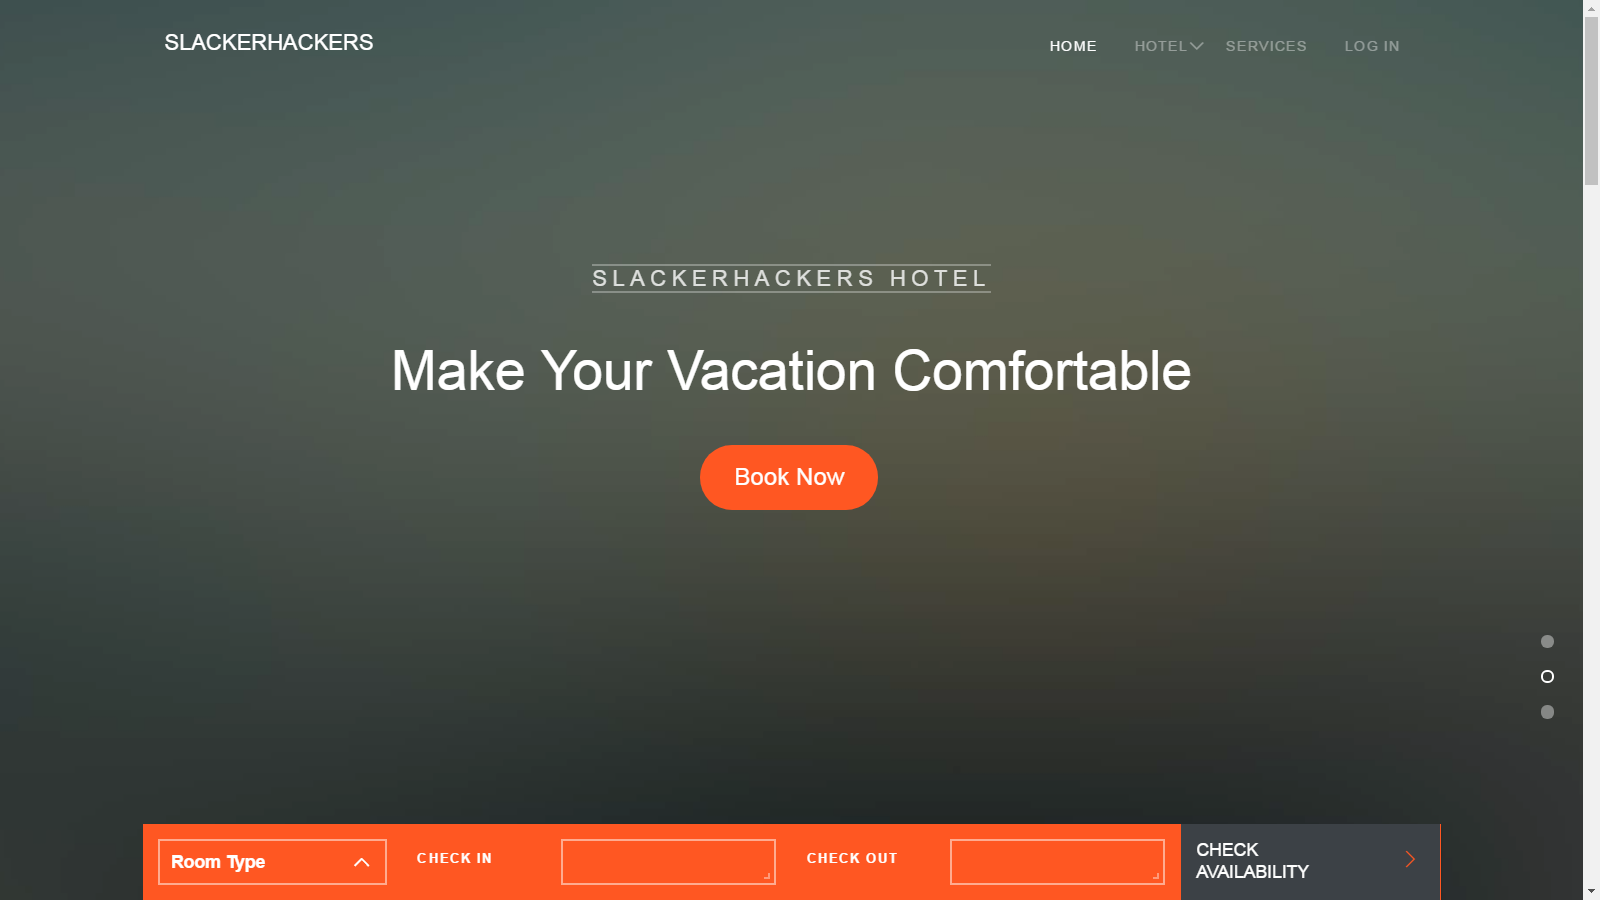 SLACKERHACKERS
HOME HOTEL SERVICES LOG IN
SLACKERHACKERS HOTEL
Make Your Vacation Comfortable
Book Now
Room Type CHECK IN CHECK OUT CHECK
AVAILABILITY